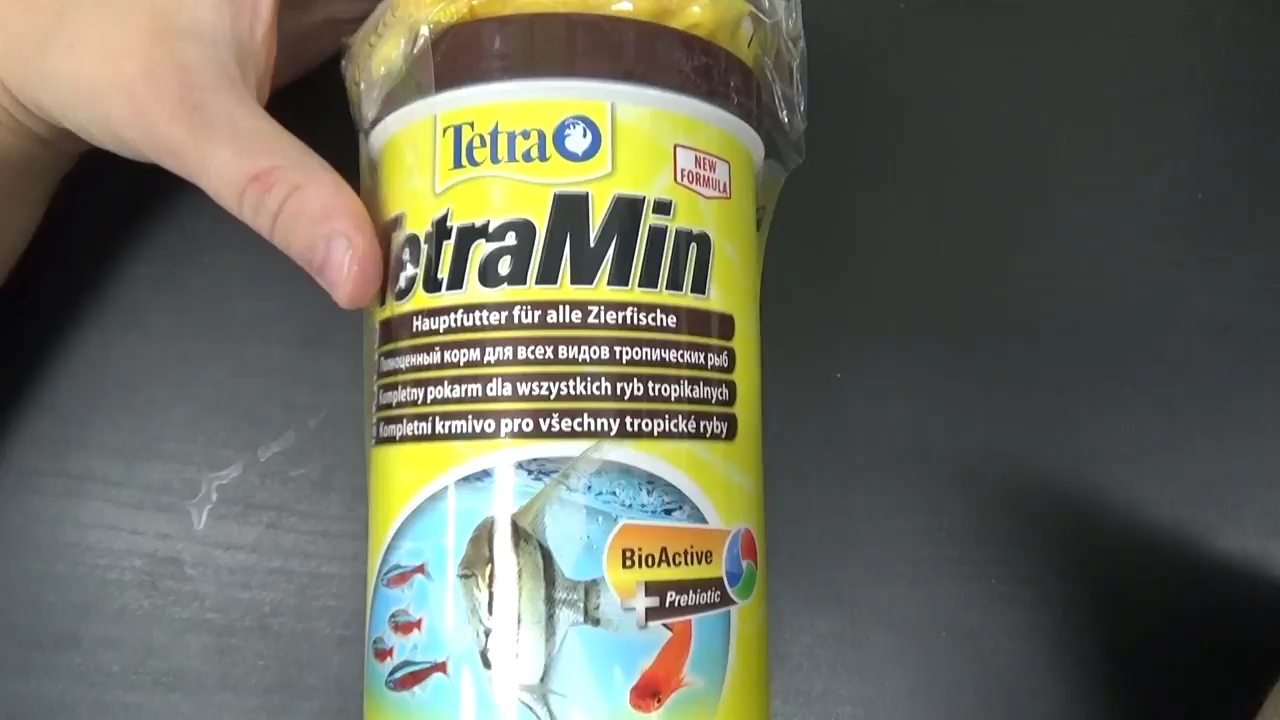 Tetra
NEW
FORMULA
TetraMin
Hauptfutter für alle Zierfische
Полноценный корм для всех видов тропических рыб
Kompletny pokarm dla wszystkich ryb tropikalnych
Kompletní krmivo pro všechny tropické ryby
BioActive
+ Prebiotic